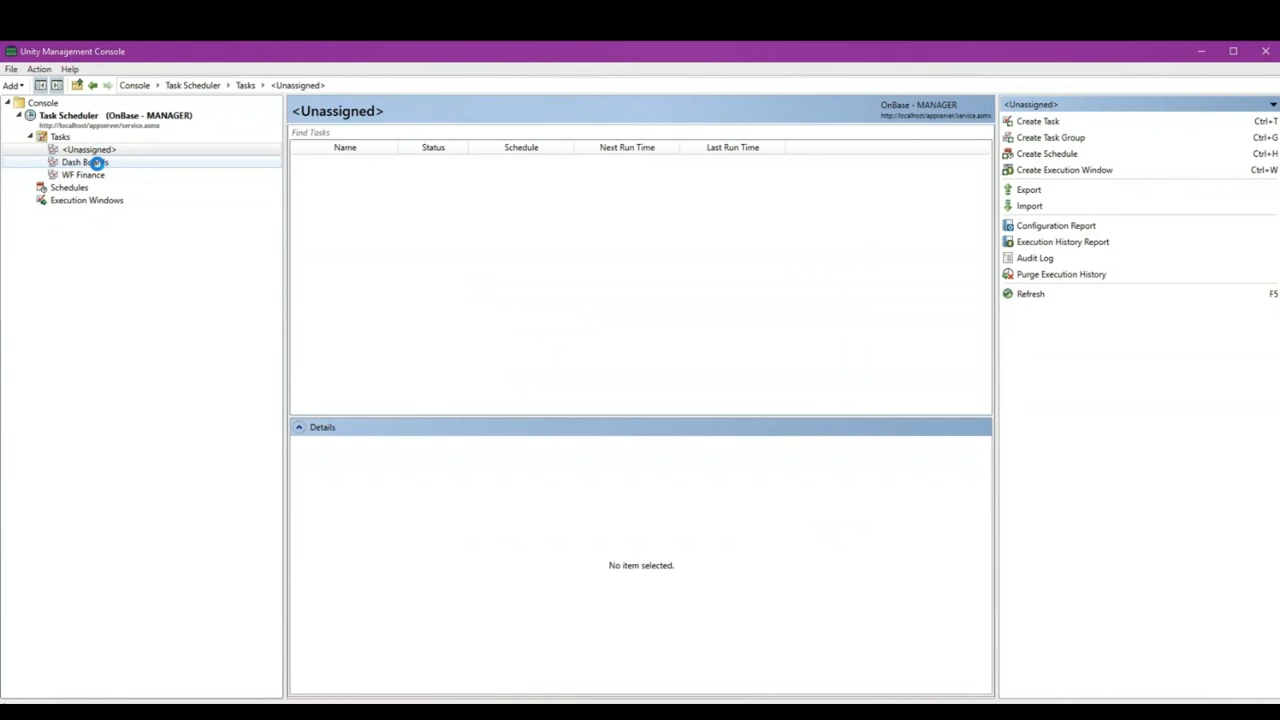 Unity Management Console
File Action Help
Add Console Task Scheduler Tasks <Unassigned>
Console
Task Scheduler (OnBase - MANAGER)
http://localhost/appserver/service.asmx
Tasks
<Unassigned>
Dash Boards
WF Finance
Schedules
Execution Windows
<Unassigned>
OnBase - MANAGER
http://localhost/appserver/service.asmx
Find Tasks
Name Status Schedule Next Run Time Last Run Time
Details
No item selected.
<Unassigned>
Create Task Ctrl+T
Create Task Group Ctrl+G
Create Schedule Ctrl+H
Create Execution Window Ctrl+W
Export
Import
Configuration Report
Execution History Report
Audit Log
Purge Execution History
Refresh F5